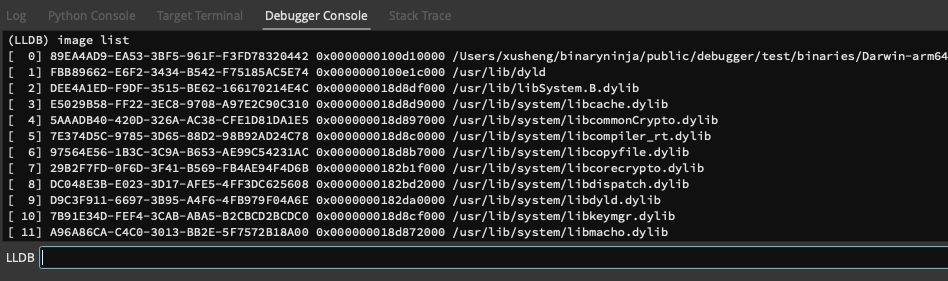 Log Python Console Target Terminal Debugger Console Stack Trace
(LLDB) image list
[  0] 89EA4AD9-EA53-3BF5-961F-F3FD78320442 0x0000000100d10000 /Users/xusheng/binaryninja/public/debugger/test/binaries/Darwin-arm64
[  1] FBB89662-E6F2-3434-B542-F75185AC5E74 0x0000000100e1c000 /usr/lib/dyld
[  2] DEE4A1ED-F9DF-3515-BE62-166170214E4C 0x000000018d8df000 /usr/lib/libSystem.B.dylib
[  3] E5029B58-FF22-3EC8-9708-A97E2C90C310 0x000000018d8d9000 /usr/lib/system/libcache.dylib
[  4] 5AAADB40-420D-326A-AC38-CFE1D81DA1E5 0x000000018d897000 /usr/lib/system/libcommonCrypto.dylib
[  5] 7E374D5C-9785-3D65-88D2-98B92AD24C78 0x000000018d8c0000 /usr/lib/system/libcompiler_rt.dylib
[  6] 97564E56-1B3C-3C9A-B653-AE99C54231AC 0x000000018d8b7000 /usr/lib/system/libcopyfile.dylib
[  7] 29B2F7FD-0F6D-3F41-B569-FB4AE94F4D6B 0x0000000182b1f000 /usr/lib/system/libcorecrypto.dylib
[  8] DC048E3B-E023-3D17-AFE5-4FF3DC625608 0x0000000182bd2000 /usr/lib/system/libdispatch.dylib
[  9] D9C3F911-6697-3B95-A4F6-4FB979F04A6E 0x0000000182da0000 /usr/lib/system/libdyld.dylib
[ 10] 7B91E34D-FEF4-3CAB-ABA5-B2CBCD2BCDC0 0x000000018d8cf000 /usr/lib/system/libkeymgr.dylib
[ 11] A96A86CA-C4C0-3013-BB2E-5F7572B18A00 0x000000018d872000 /usr/lib/system/libmacho.dylib
LLDB